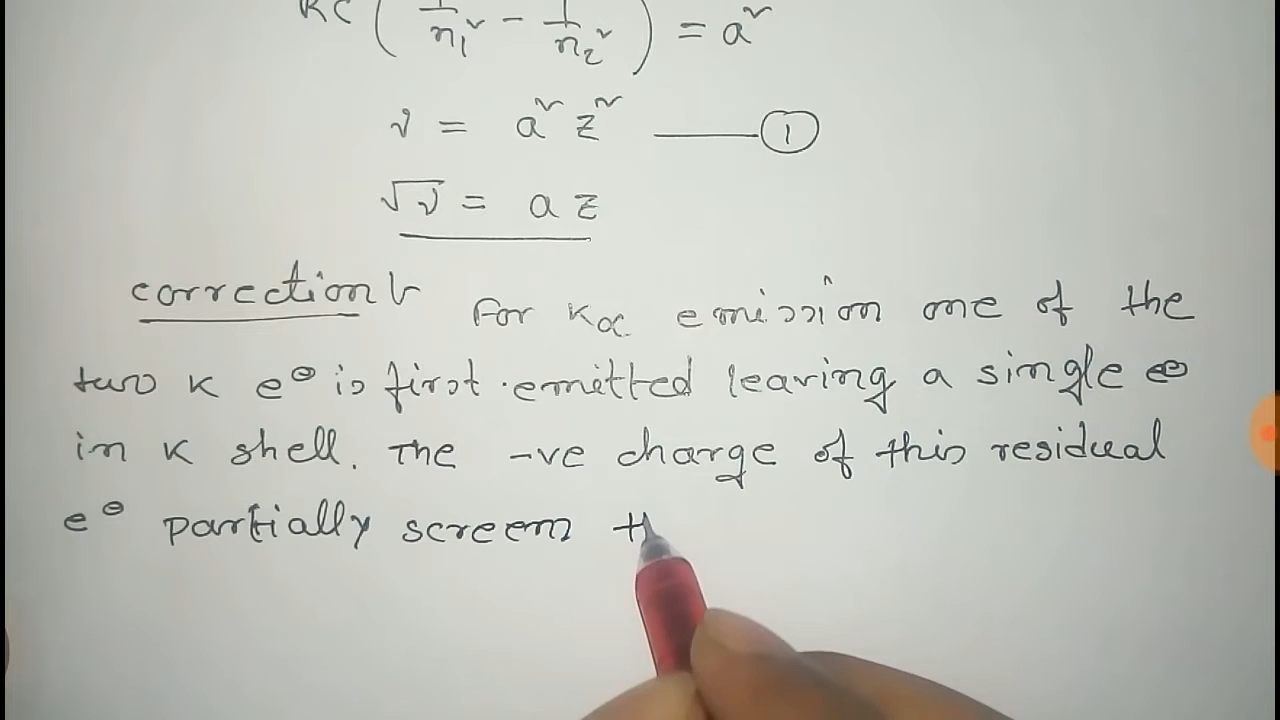 RC ( 1/n₁² - 1/n₂² ) = a²
ν = a² z² —— ①
√ν = a z
correction :- For Kα emission one of the
two K e⊖ is first emitted leaving a single e⊖
in K shell. The -ve charge of this residual
e⊖ partially screen th